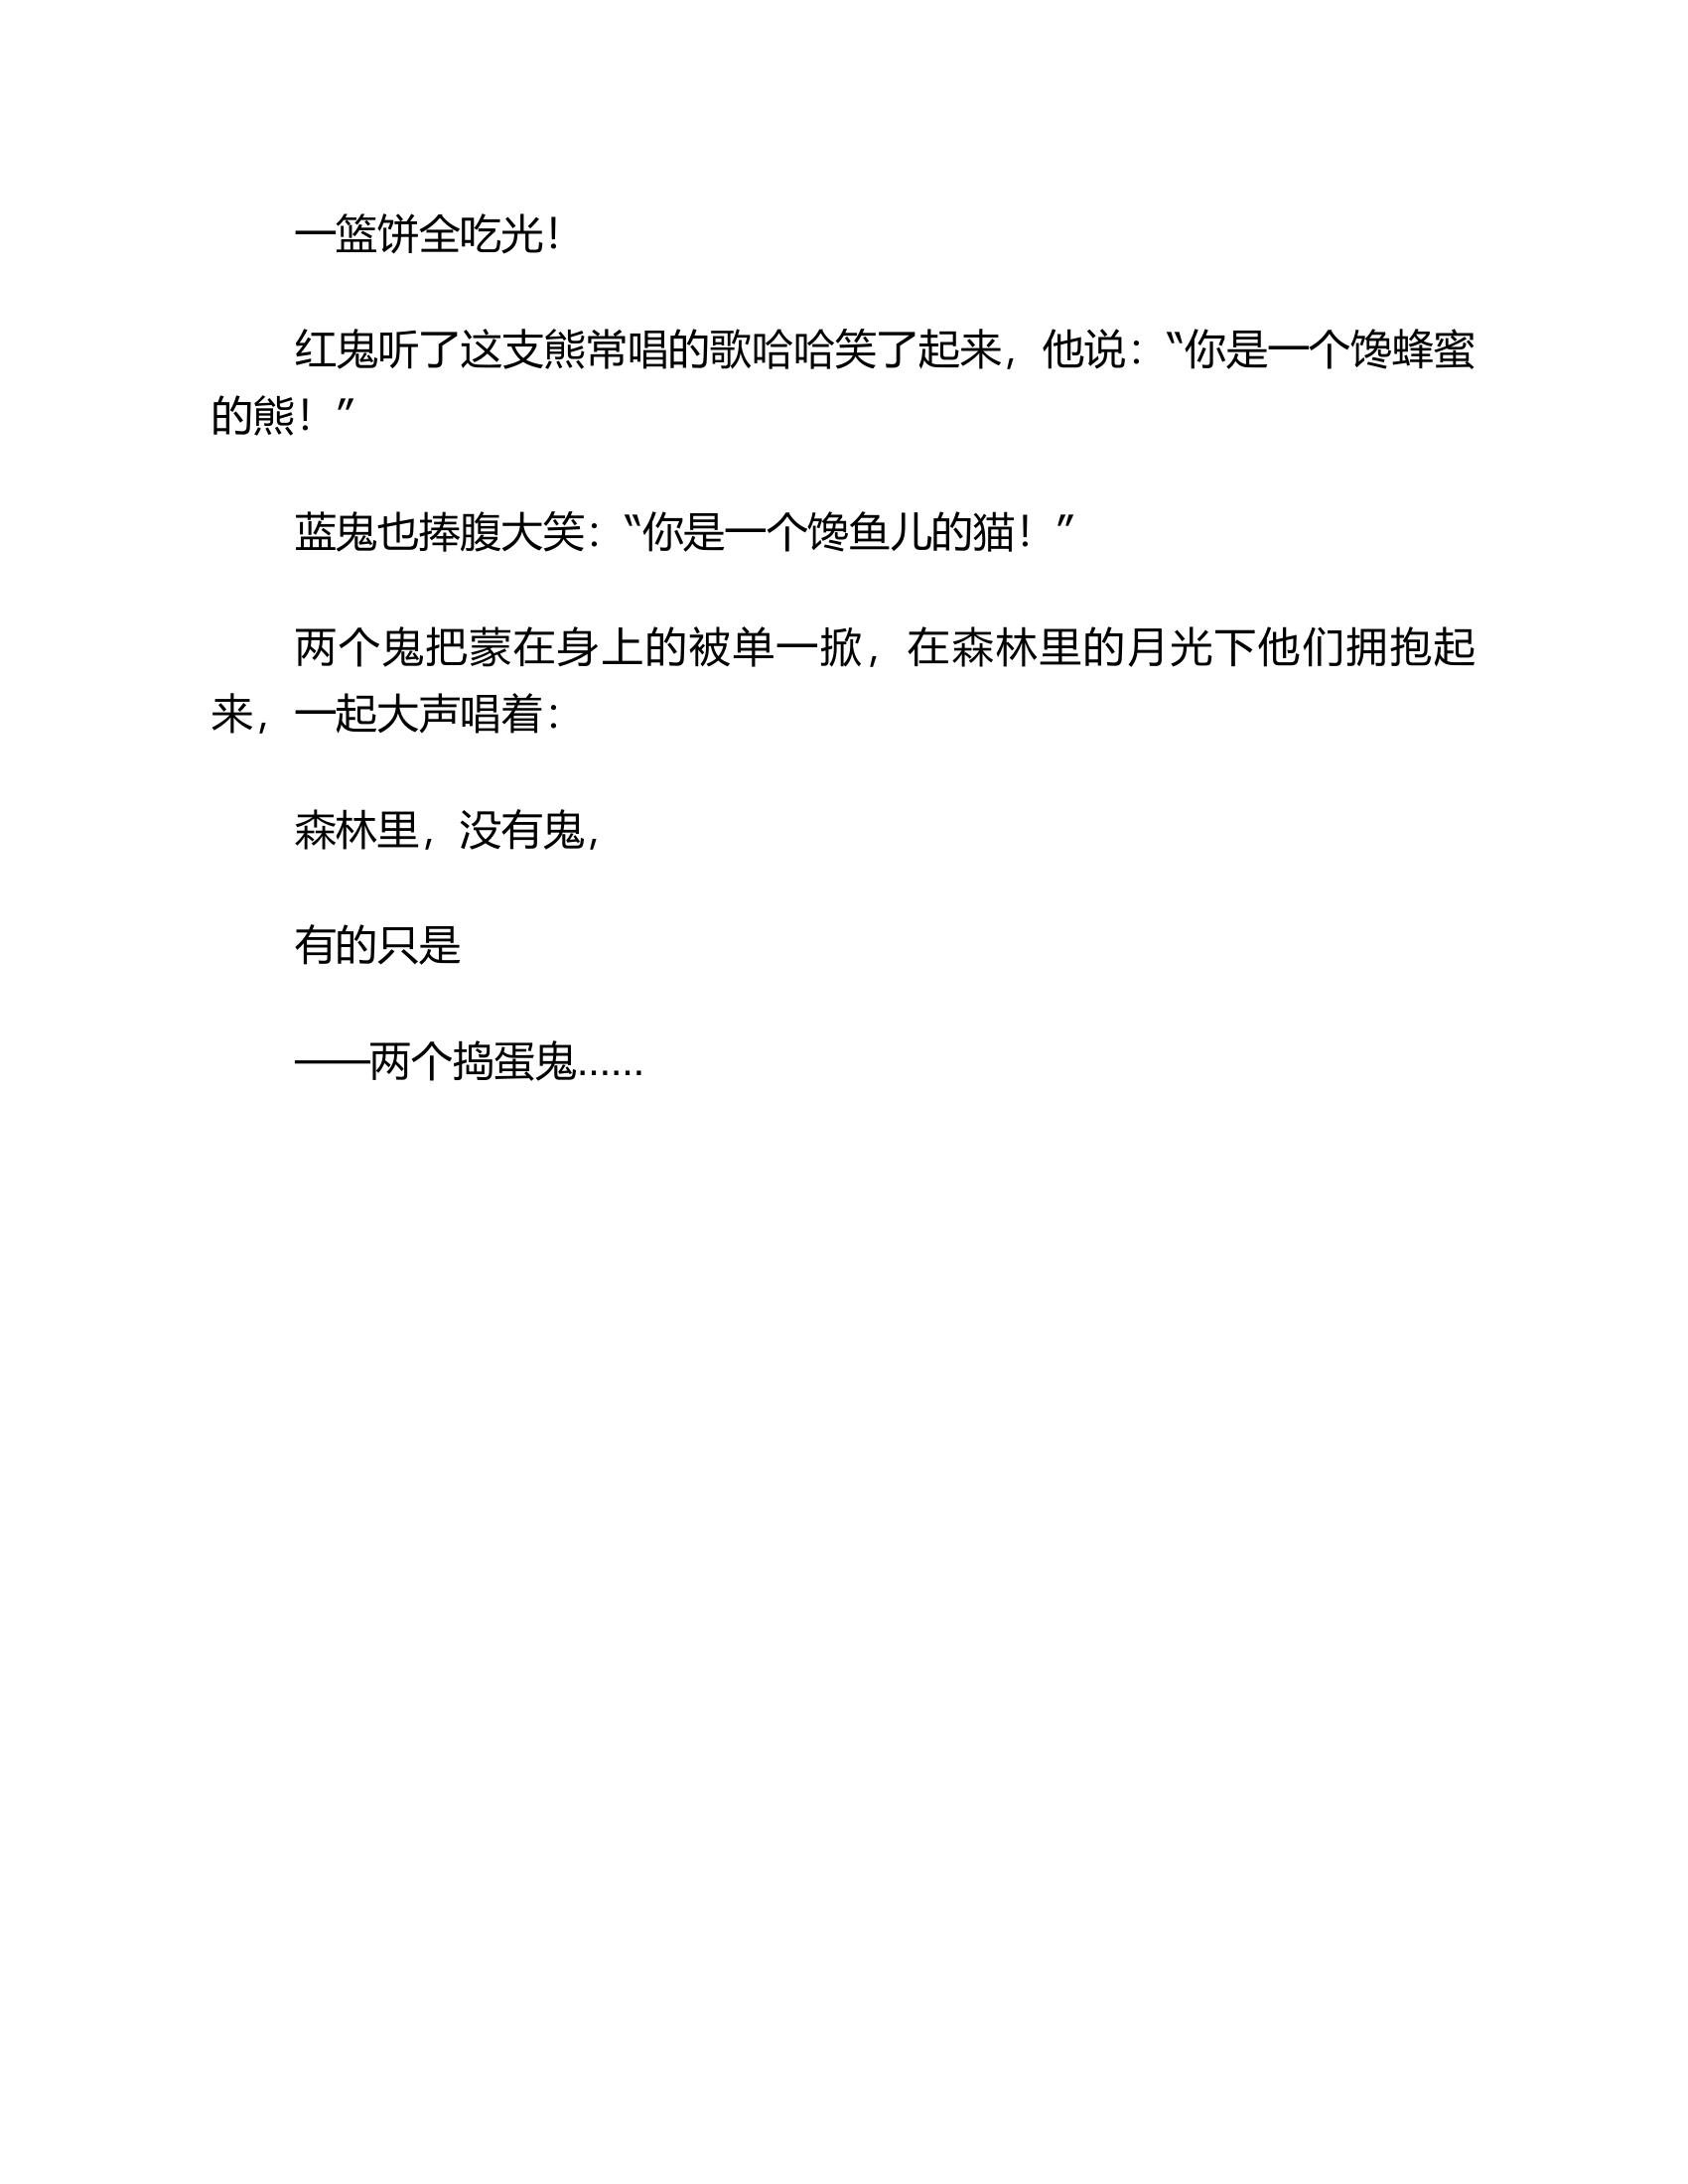 一篮饼全吃光！
红鬼听了这支熊常唱的歌哈哈笑了起来，他说：“你是一个馋蜂蜜
的熊！”
蓝鬼也捧腹大笑：“你是一个馋鱼儿的猫！”
两个鬼把蒙在身上的被单一掀，在森林里的月光下他们拥抱起
来，一起大声唱着：
森林里，没有鬼，
有的只是
——两个捣蛋鬼……